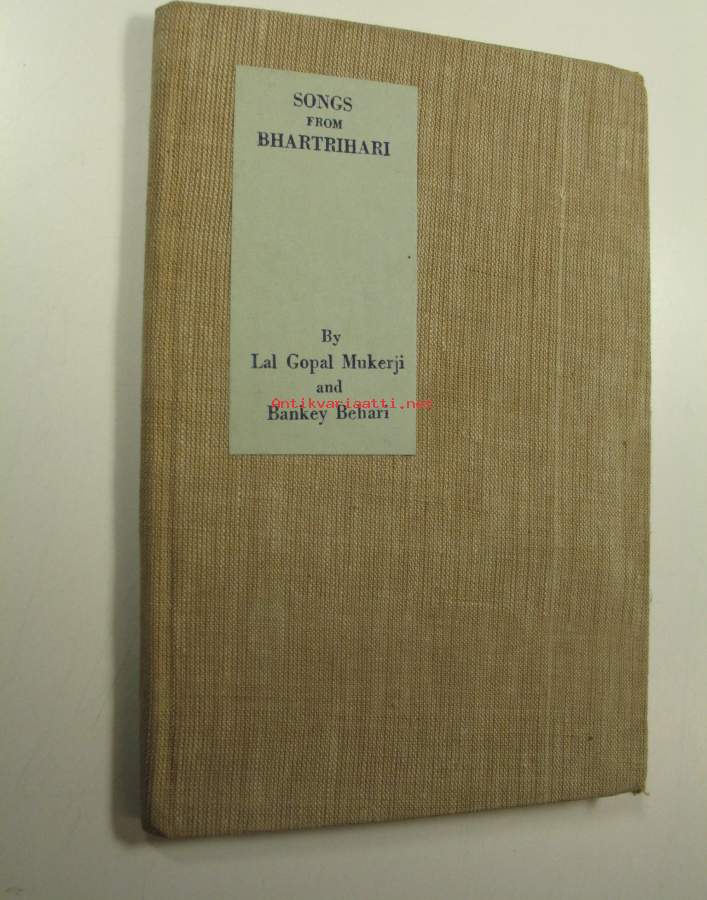 SONGS
FROM
BHARTRIHARI
By
Lal Gopal Mukerji
and
Antikvariaatti.net
Bankey Behari